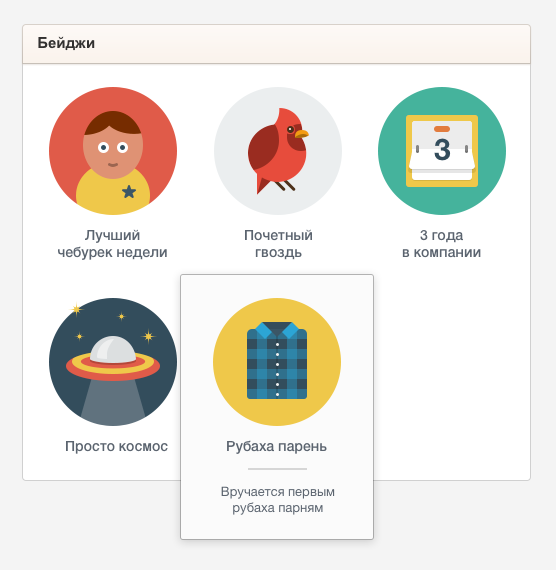 Бейджи
Лучший
чебурек недели
Почетный
гвоздь
3
3 года
в компании
Просто космос
Рубаха парень
Вручается первым
рубаха парням